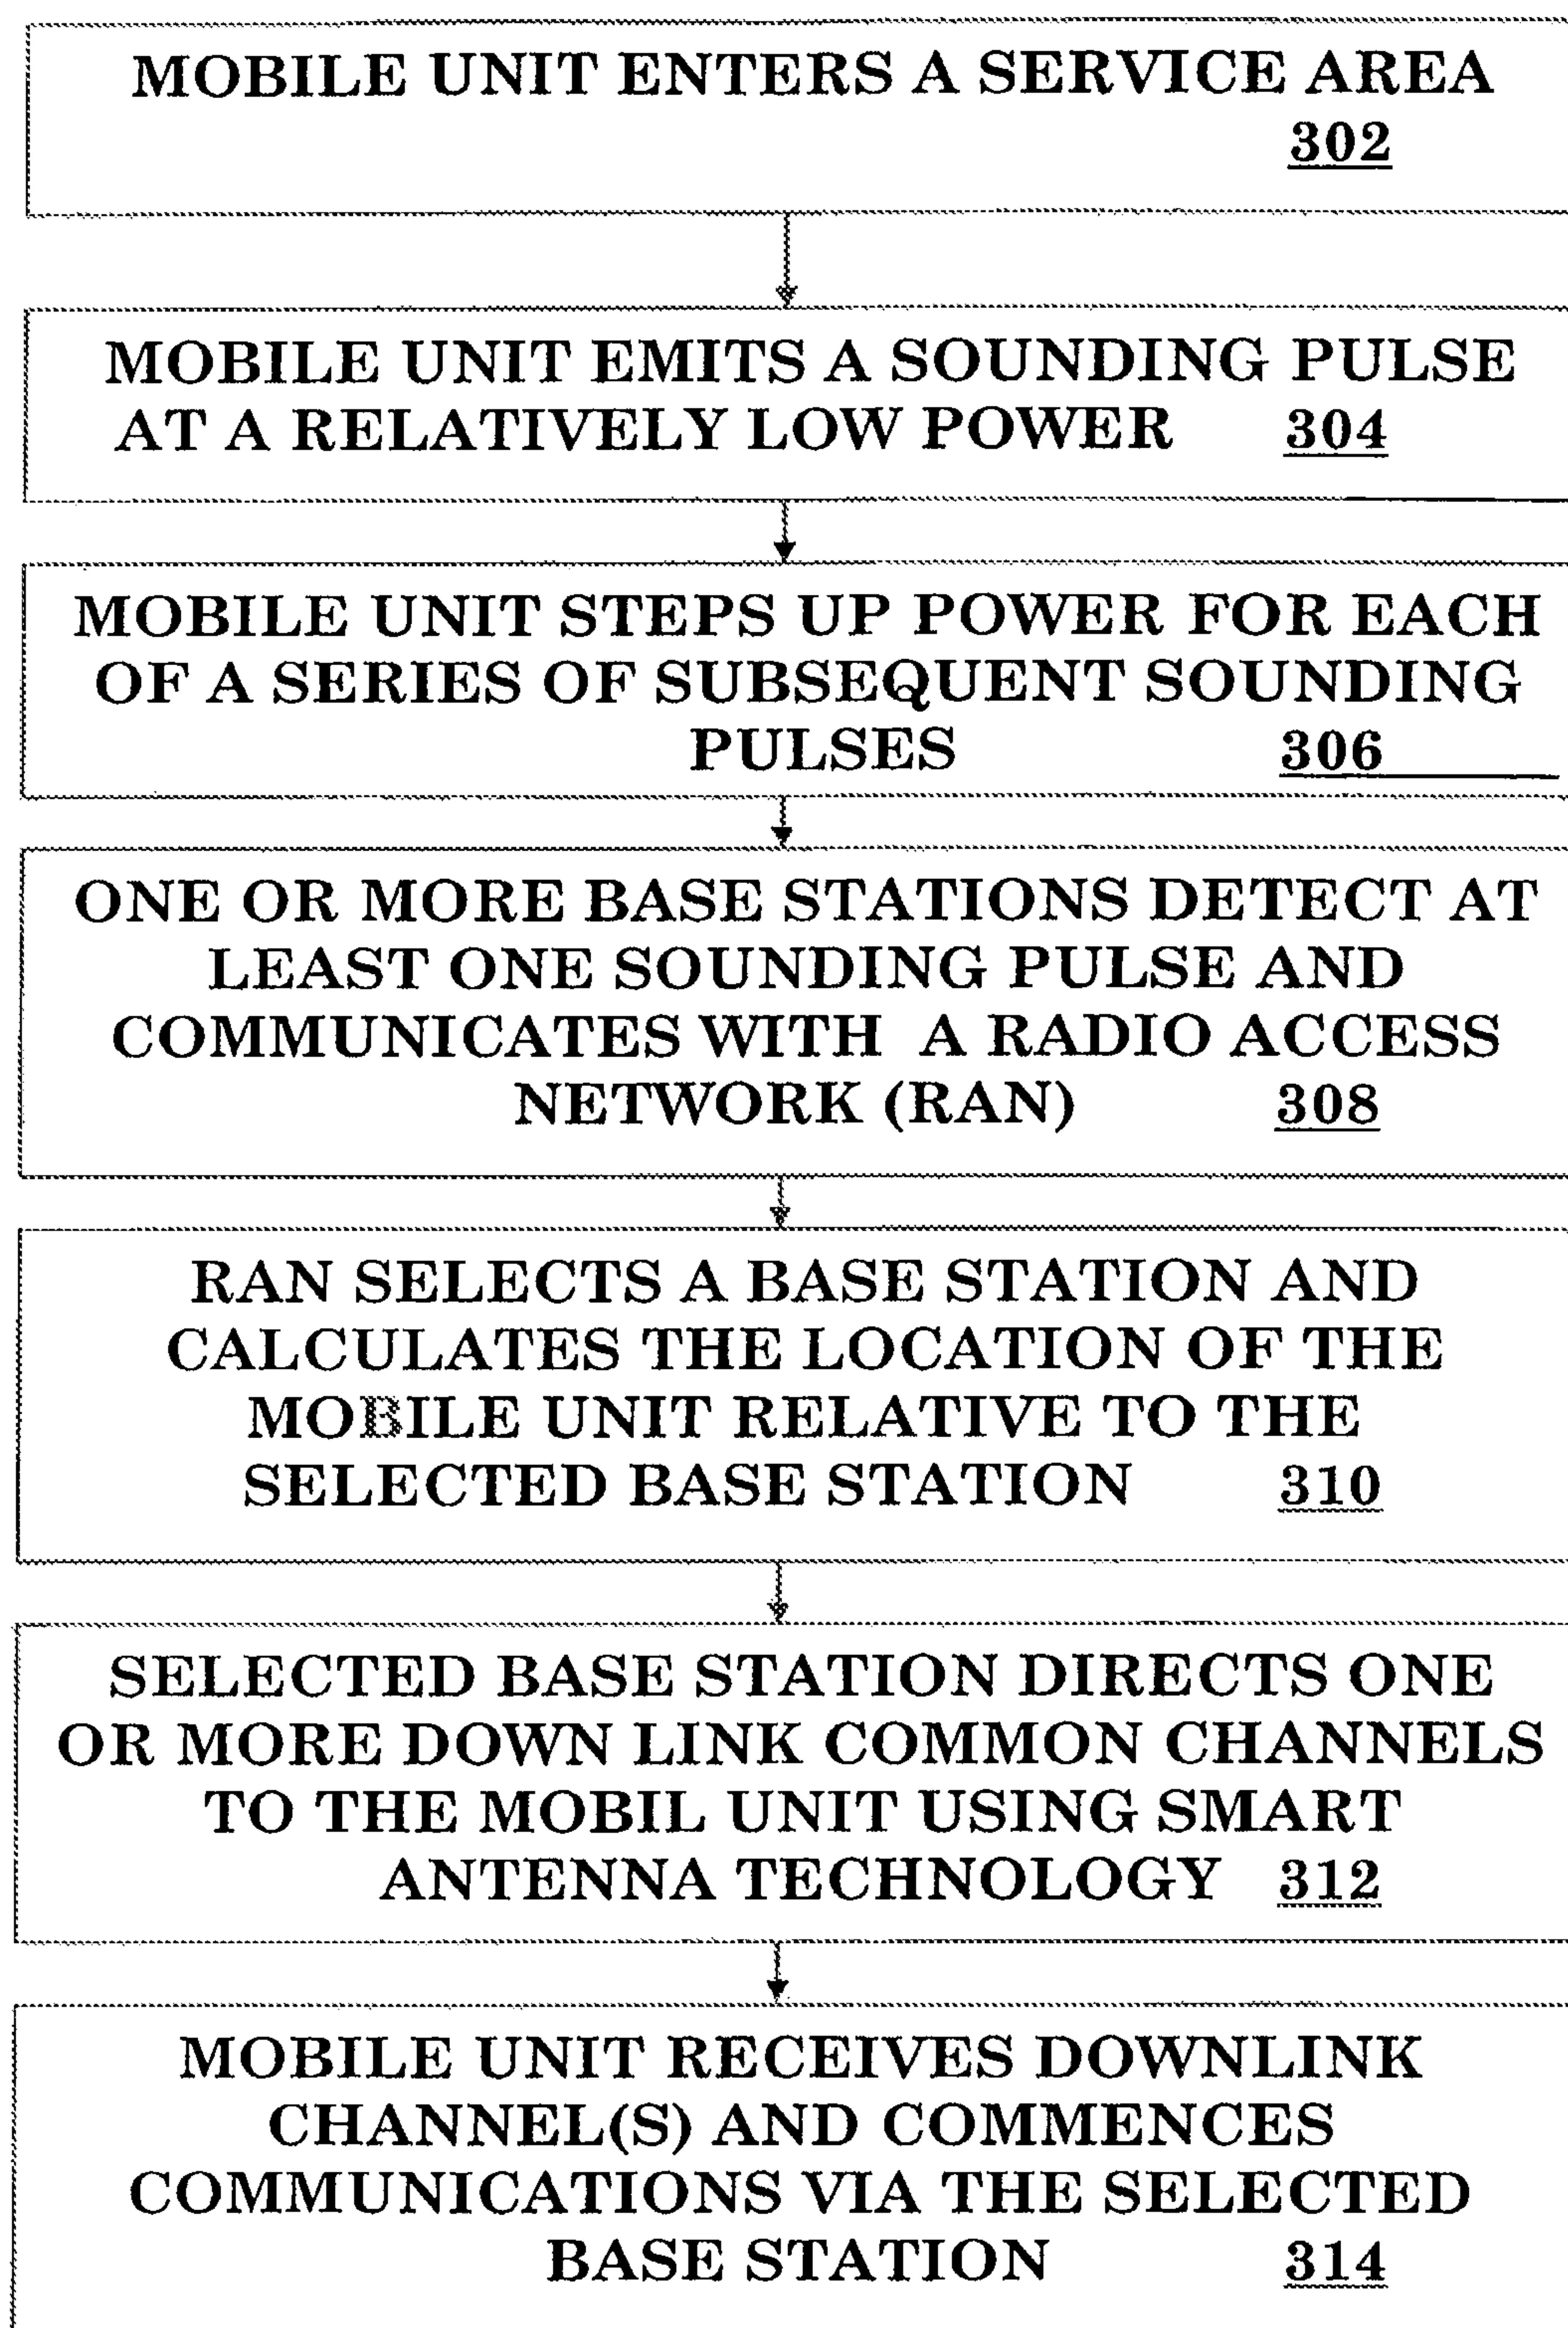 MOBILE UNIT ENTERS A SERVICE AREA
302
MOBILE UNIT EMITS A SOUNDING PULSE
AT A RELATIVELY LOW POWER 304
MOBILE UNIT STEPS UP POWER FOR EACH
OF A SERIES OF SUBSEQUENT SOUNDING
PULSES 306
ONE OR MORE BASE STATIONS DETECT AT
LEAST ONE SOUNDING PULSE AND
COMMUNICATES WITH A RADIO ACCESS
NETWORK (RAN) 308
RAN SELECTS A BASE STATION AND
CALCULATES THE LOCATION OF THE
MOBILE UNIT RELATIVE TO THE
SELECTED BASE STATION 310
SELECTED BASE STATION DIRECTS ONE
OR MORE DOWN LINK COMMON CHANNELS
TO THE MOBIL UNIT USING SMART
ANTENNA TECHNOLOGY 312
MOBILE UNIT RECEIVES DOWNLINK
CHANNEL(S) AND COMMENCES
COMMUNICATIONS VIA THE SELECTED
BASE STATION 314